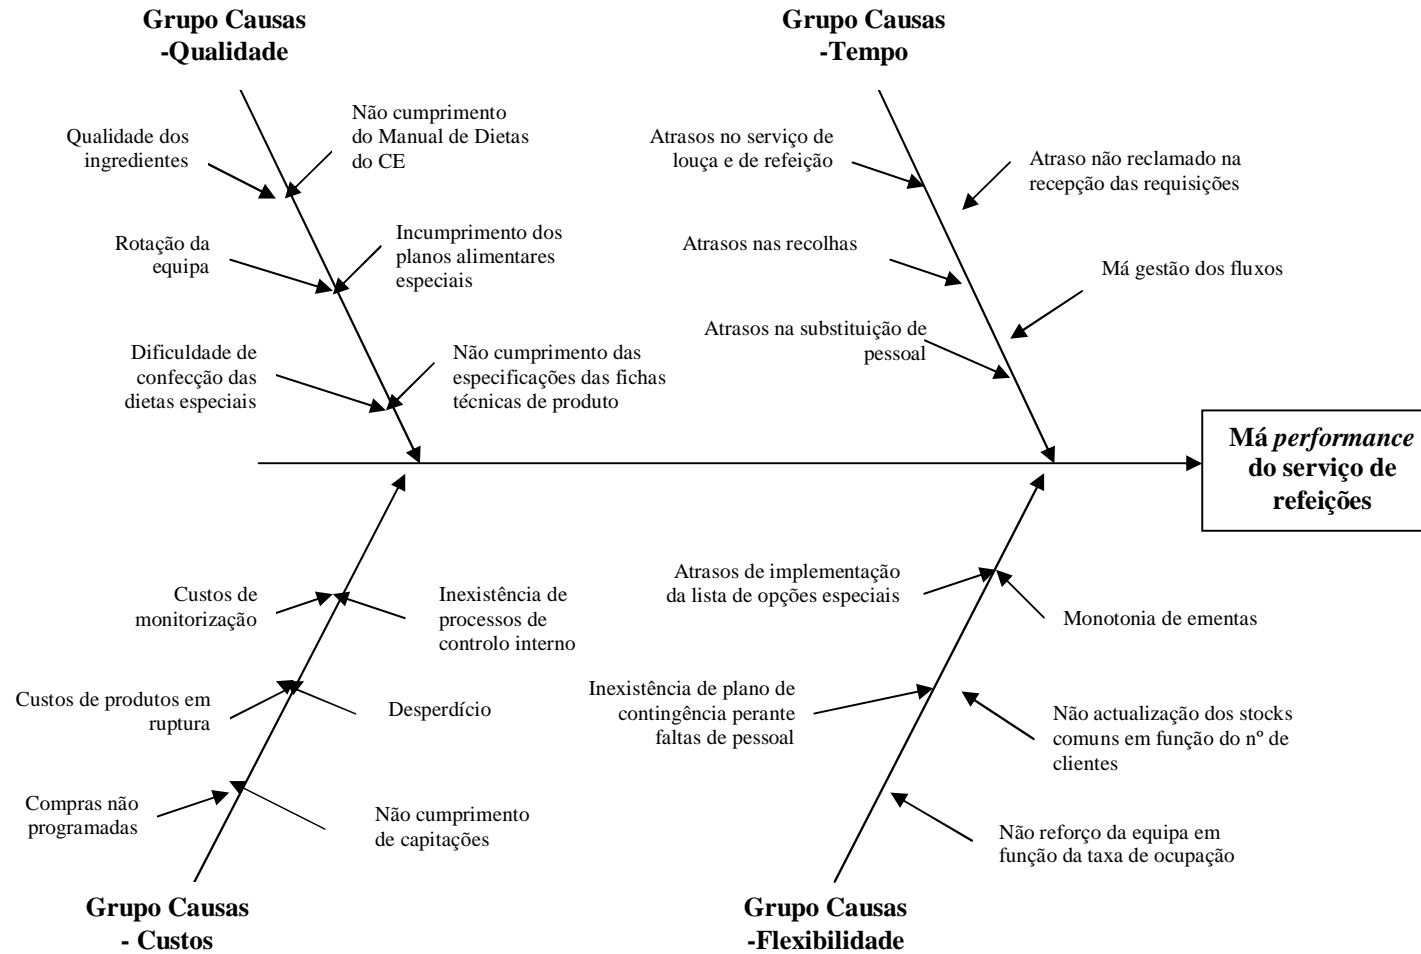 Grupo Causas
-Qualidade
Grupo Causas
-Tempo
Qualidade dos
ingredientes
Não cumprimento
do Manual de Dietas
do CE
Rotação da
equipa
Incumprimento dos
planos alimentares
especiais
Dificuldade de
confecção das
dietas especiais
Não cumprimento das
especificações das fichas
técnicas de produto
Atrasos no serviço de
louça e de refeição
Atraso não reclamado na
recepção das requisições
Atrasos nas recolhas
Má gestão dos fluxos
Atrasos na substituição de
pessoal
Má performance
do serviço de
refeições
Custos de
monitorização
Inexistência de
processos de
controlo interno
Custos de produtos em
ruptura
Desperdício
Compras não
programadas
Não cumprimento
de capitações
Atrasos de implementação
da lista de opções especiais
Monotonia de ementas
Inexistência de plano de
contingência perante
faltas de pessoal
Não actualização dos stocks
comuns em função do nº de
clientes
Não reforço da equipa em
função da taxa de ocupação
Grupo Causas
- Custos
Grupo Causas
-Flexibilidade